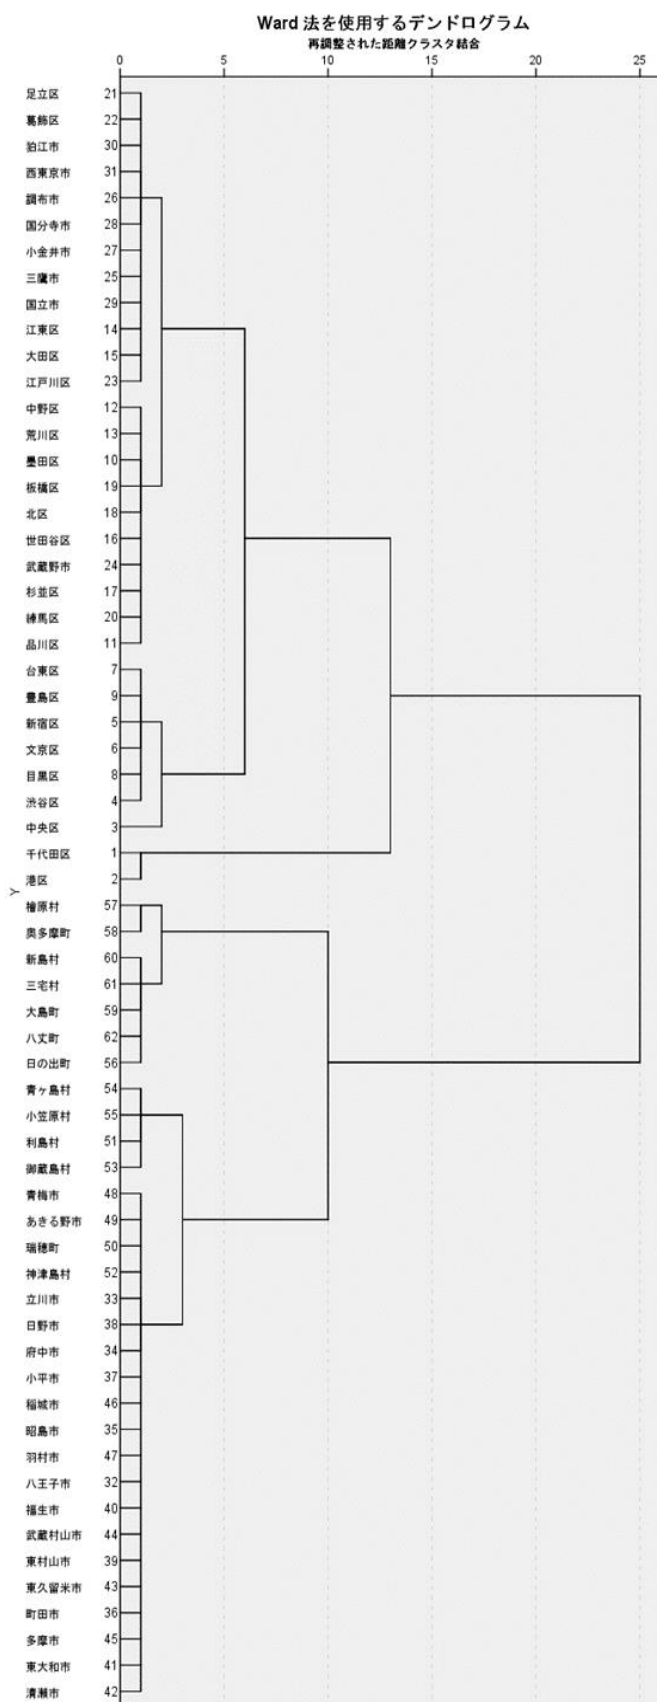 Ward 法を使用するデンドログラム
再調整された距離クラスタ結合
0 5 10 15 20 25
足立区 21
葛飾区 22
狛江市 30
西東京市 31
調布市 26
国分寺市 28
小金井市 27
三鷹市 25
国立市 29
江東区 14
大田区 15
江戸川区 23
中野区 12
荒川区 13
墨田区 10
板橋区 19
北区 18
世田谷区 16
武蔵野市 24
杉並区 17
練馬区 20
品川区 11
台東区 7
豊島区 9
新宿区 5
文京区 6
目黒区 8
渋谷区 4
中央区 3
千代田区 1
港区 2
Y
檜原村 57
奥多摩町 58
新島村 60
三宅村 61
大島町 59
八丈町 62
日の出町 56
青ヶ島村 54
小笠原村 55
利島村 51
御蔵島村 53
青梅市 48
あきる野市 49
瑞穂町 50
神津島村 52
立川市 33
日野市 38
府中市 34
小平市 37
稲城市 46
昭島市 35
羽村市 47
八王子市 32
福生市 40
武蔵村山市 44
東村山市 39
東久留米市 43
町田市 36
多摩市 45
東大和市 41
清瀬市 42